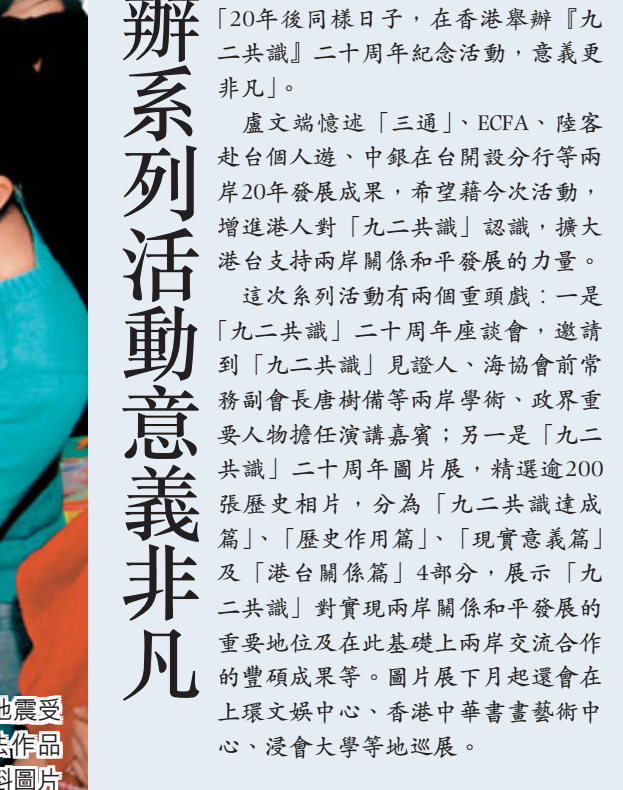 辦系列活動意義非凡
「20年後同樣日子，在香港舉辦『九
二共識』二十周年紀念活動，意義更
非凡」。
盧文端憶述「三通」、ECFA、陸客
赴台個人遊、中銀在台開設分行等兩
岸20年發展成果，希望藉今次活動，
增進港人對「九二共識」認識，擴大
港台支持兩岸關係和平發展的力量。
這次系列活動有兩個重頭戲：一是
「九二共識」二十周年座談會，邀請
到「九二共識」見證人、海協會前常
務副會長唐樹備等兩岸學術、政界重
要人物擔任演講嘉賓；另一是「九二
共識」二十周年圖片展，精選逾200
張歷史相片，分為「九二共識達成
篇」、「歷史作用篇」、「現實意義篇」
及「港台關係篇」4部分，展示「九
二共識」對實現兩岸關係和平發展的
重要地位及在此基礎上兩岸交流合作
的豐碩成果等。圖片展下月起還會在
上環文娛中心、香港中華書畫藝術中
心、浸會大學等地巡展。
地震受
法作品
料圖片